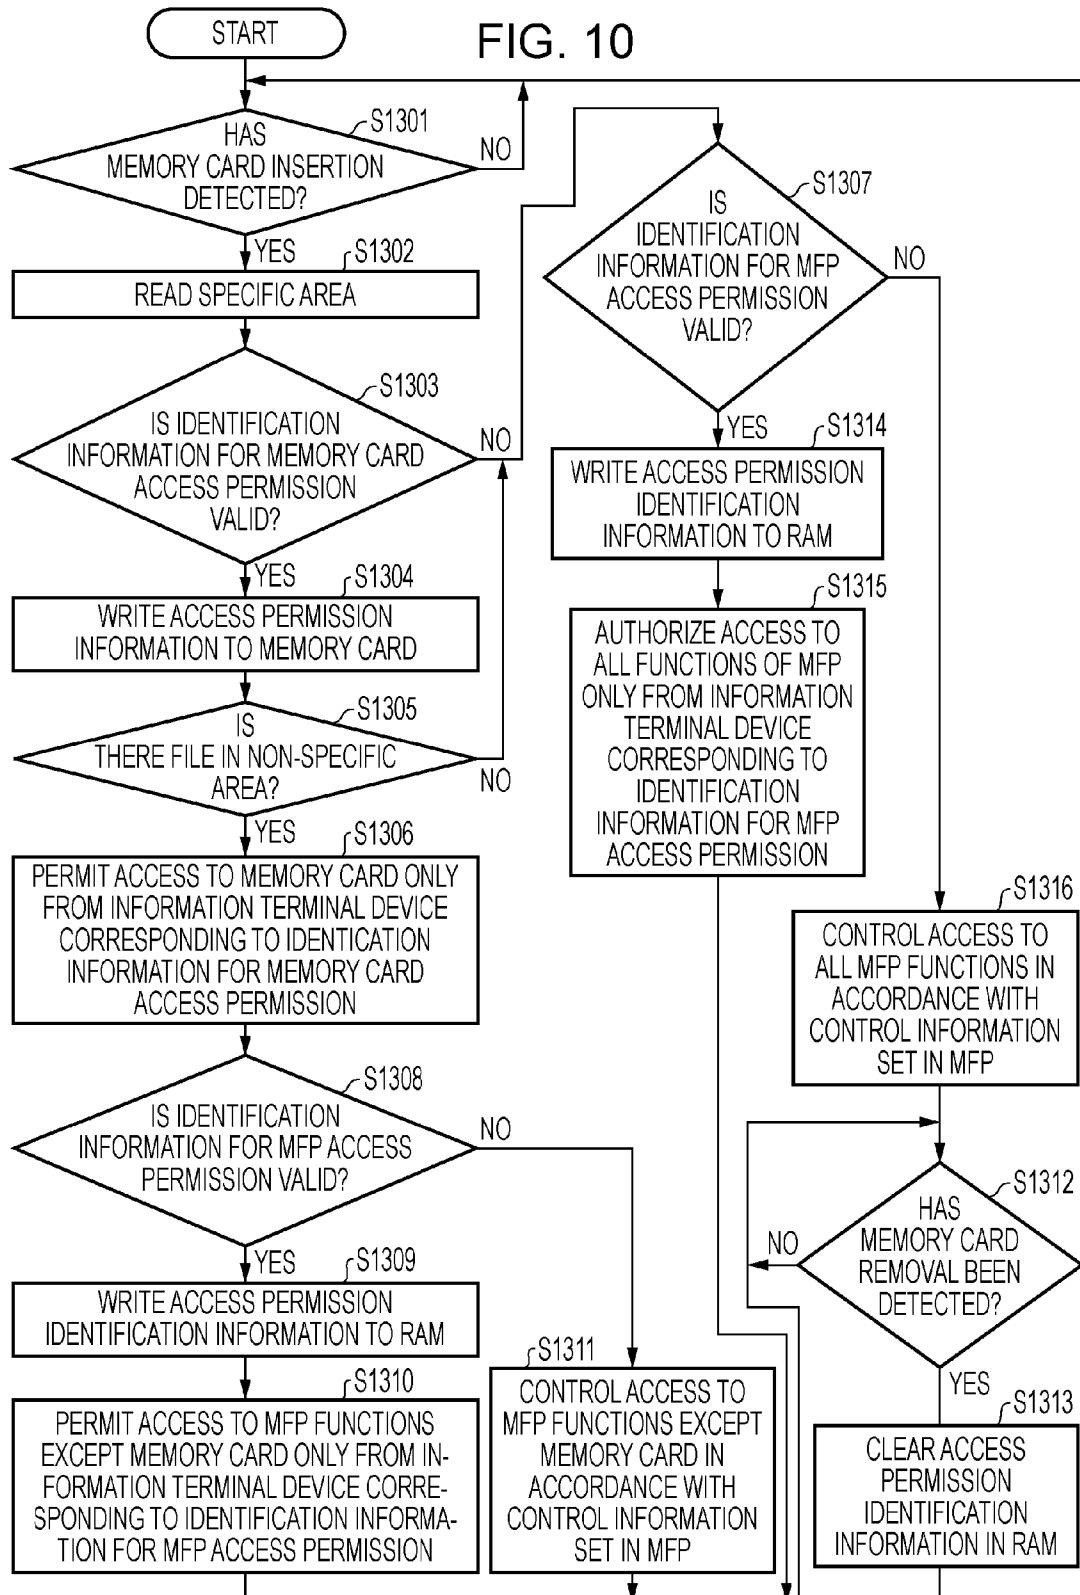 START
FIG. 10
S1301
HAS
MEMORY CARD INSERTION
DETECTED?
NO
YES
S1302
READ SPECIFIC AREA
S1303
IS IDENTIFICATION
INFORMATION FOR MEMORY CARD
ACCESS PERMISSION
VALID?
NO
YES
S1304
WRITE ACCESS PERMISSION
INFORMATION TO MEMORY CARD
S1305
IS
THERE FILE IN NON-SPECIFIC
AREA?
NO
YES
S1306
PERMIT ACCESS TO MEMORY CARD ONLY
FROM INFORMATION TERMINAL DEVICE
CORRESPONDING TO IDENTICATION
INFORMATION FOR MEMORY CARD
ACCESS PERMISSION
S1308
IS IDENTIFICATION
INFORMATION FOR MFP ACCESS
PERMISSION VALID?
NO
YES
S1309
WRITE ACCESS PERMISSION
IDENTIFICATION INFORMATION TO RAM
S1310
PERMIT ACCESS TO MFP FUNCTIONS
EXCEPT MEMORY CARD ONLY FROM IN-
FORMATION TERMINAL DEVICE CORRE-
SPONDING TO IDENTIFICATION INFORMA-
TION FOR MFP ACCESS PERMISSION
S1311
CONTROL ACCESS TO
MFP FUNCTIONS EXCEPT
MEMORY CARD IN
ACCORDANCE WITH
CONTROL INFORMATION
SET IN MFP
S1307
IS
IDENTIFICATION
INFORMATION FOR MFP
ACCESS PERMISSION
VALID?
NO
YES
S1314
WRITE ACCESS PERMISSION
IDENTIFICATION
INFORMATION TO RAM
S1315
AUTHORIZE ACCESS TO
ALL FUNCTIONS OF MFP
ONLY FROM INFORMATION
TERMINAL DEVICE
CORRESPONDING TO
IDENTIFICATION
INFORMATION FOR MFP
ACCESS PERMISSION
S1316
CONTROL ACCESS TO
ALL MFP FUNCTIONS IN
ACCORDANCE WITH
CONTROL INFORMATION
SET IN MFP
S1312
HAS
MEMORY CARD
REMOVAL BEEN
DETECTED?
NO
YES
S1313
CLEAR ACCESS
PERMISSION
IDENTIFICATION
INFORMATION IN RAM